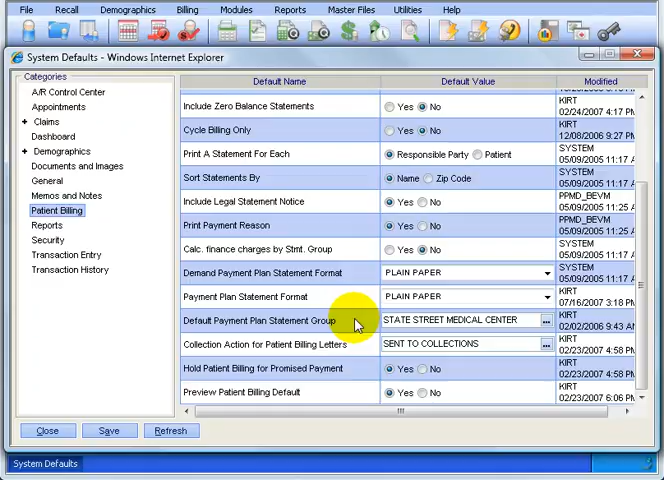 File Recall Demographics Billing Modules Reports Master Files Utilities Help
System Defaults - Windows Internet Explorer
Categories
A/R Control Center
Appointments
+ Claims
Dashboard
+ Demographics
Documents and Images
General
Memos and Notes
Patient Billing
Reports
Security
Transaction Entry
Transaction History
Default Name Default Value Modified
Include Zero Balance Statements Yes No KIRT
02/24/2007 4:17 P
Cycle Billing Only Yes No KIRT
12/08/2006 9:27 P
Print A Statement For Each Responsible Party Patient SYSTEM
05/09/2005 11:17
Sort Statements By Name Zip Code SYSTEM
05/09/2005 11:17
Include Legal Statement Notice Yes No PPMD_BEVM
05/09/2005 11:25
Print Payment Reason Yes No PPMD_BEVM
05/09/2005 11:25
Calc. finance charges by Stmt. Group Yes No KIRT
05/09/2005 11:17
Demand Payment Plan Statement Format PLAIN PAPER SYSTEM
05/09/2005 11:17
Payment Plan Statement Format PLAIN PAPER KIRT
07/16/2007 3:18 P
Default Payment Plan Statement Group STATE STREET MEDICAL CENTER ... KIRT
02/02/2006 9:43
Collection Action for Patient Billing Letters SENT TO COLLECTIONS ... KIRT
02/23/2007 4:58
Hold Patient Billing for Promised Payment Yes No KIRT
02/23/2007 4:58
Preview Patient Billing Default Yes No KIRT
02/23/2007 6:06
Close Save Refresh
System Defaults